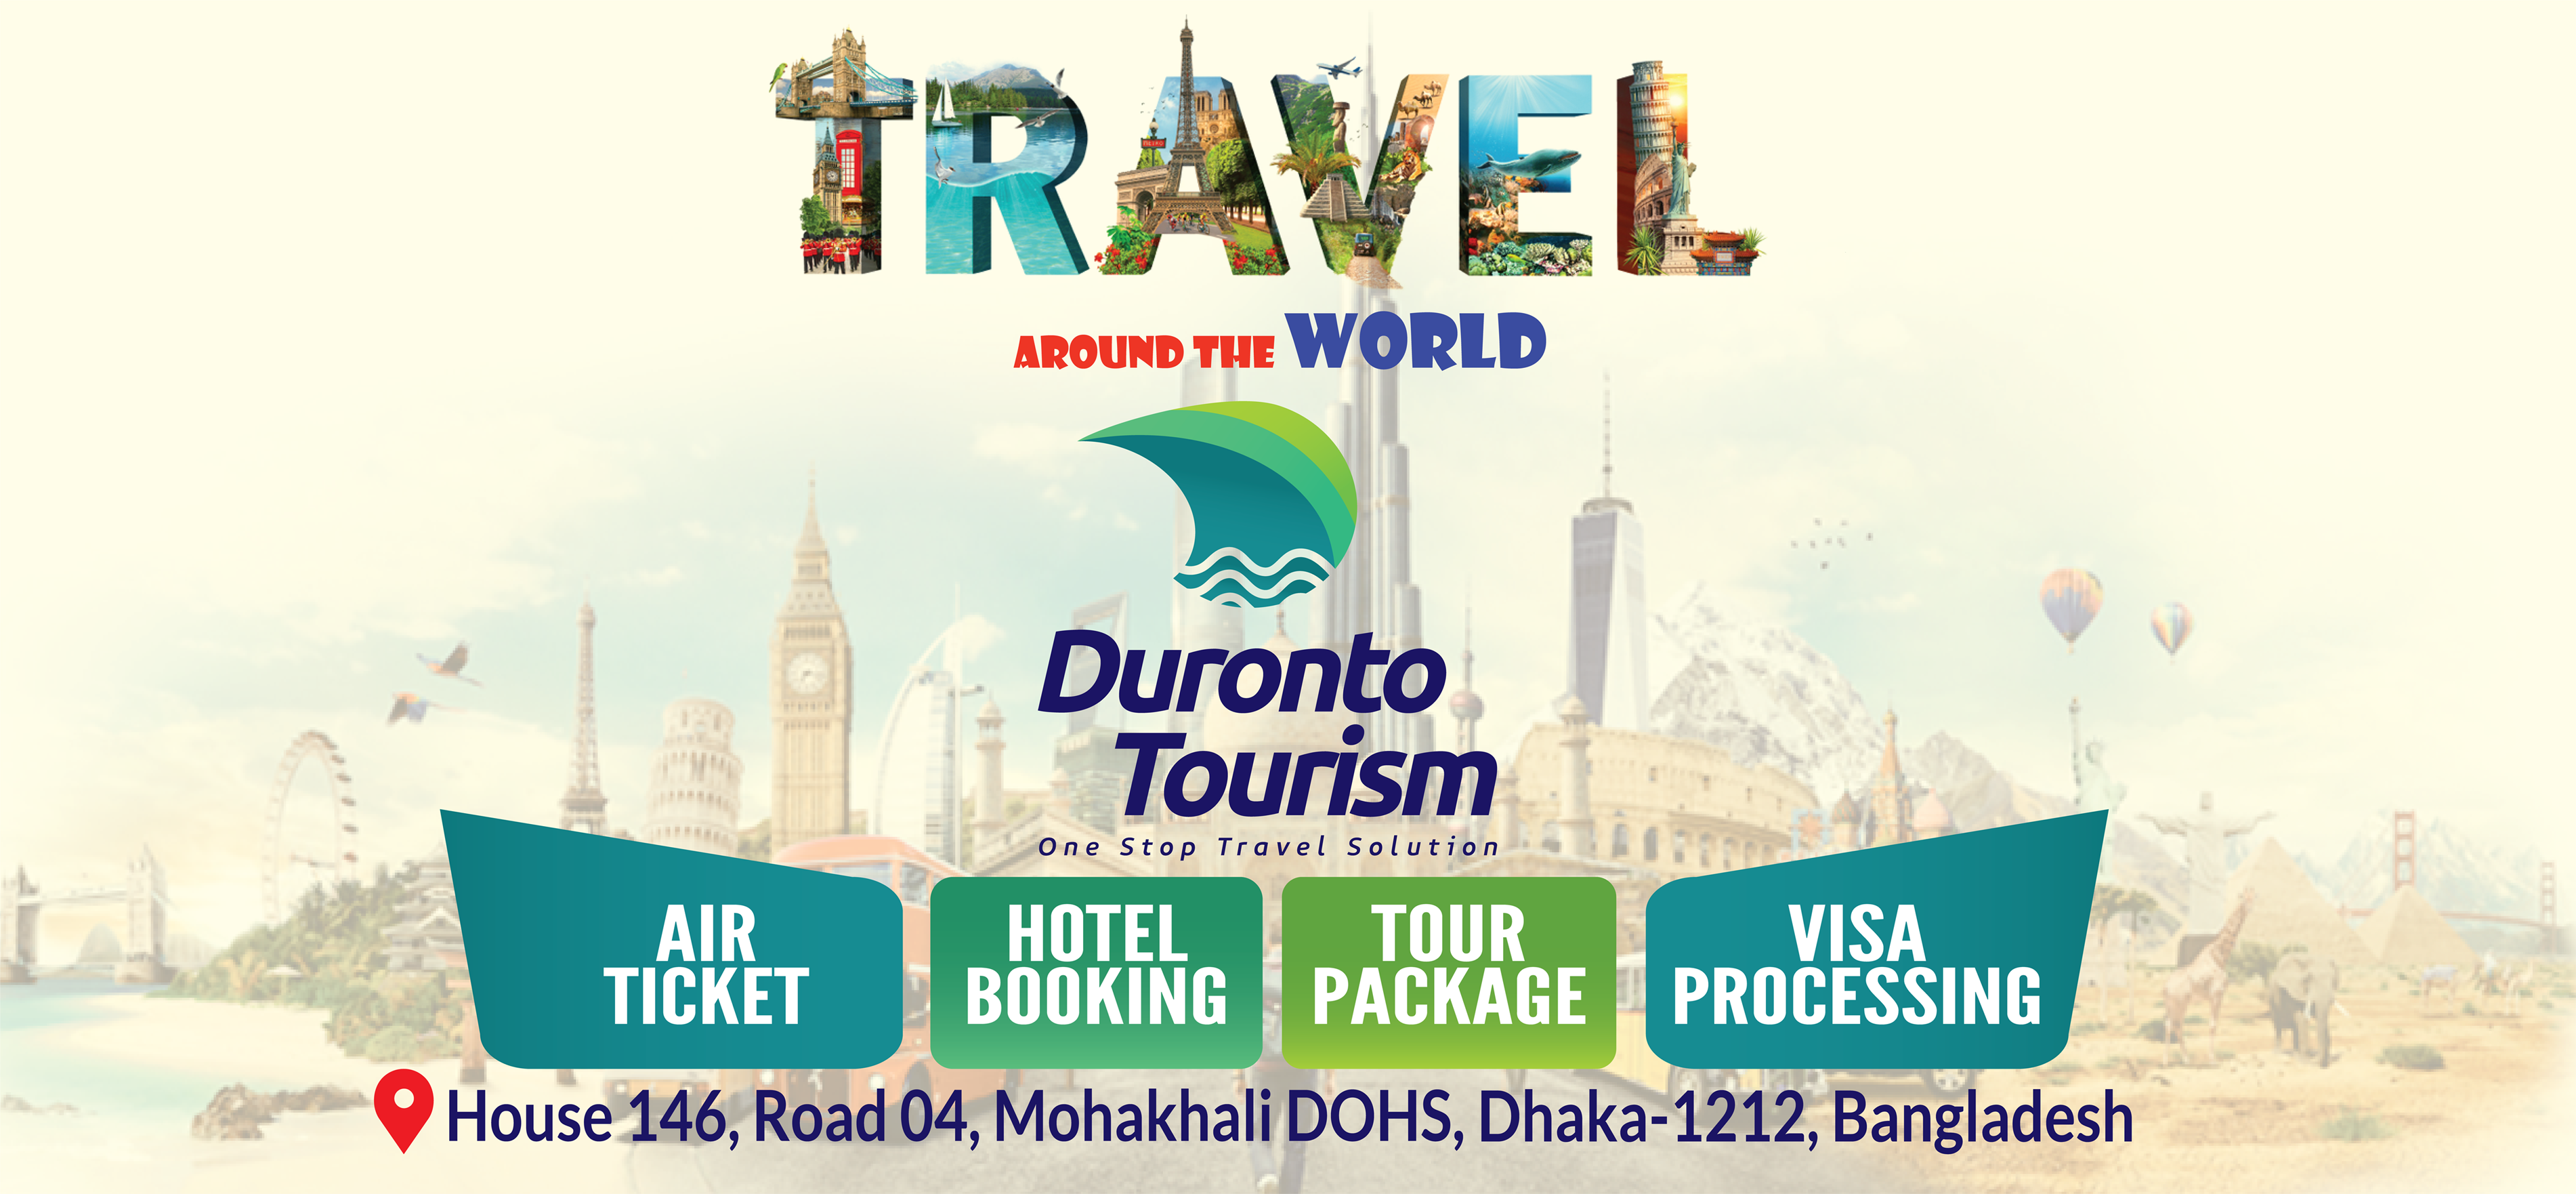 TRAVEL
AROUND THE WORLD
Duronto
Tourism
One Stop Travel Solution
AIR
TICKET
HOTEL
BOOKING
TOUR
PACKAGE
VISA
PROCESSING
House 146, Road 04, Mohakhali DOHS, Dhaka-1212, Bangladesh